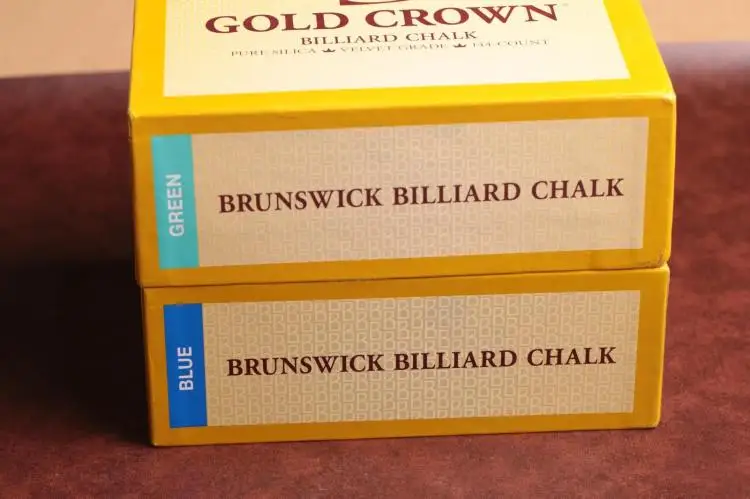 GOLD CROWN
BILLIARD CHALK
PURE SILICA VELVET GRADE 144-COUNT
GREEN
BRUNSWICK BILLIARD CHALK
BLUE
BRUNSWICK BILLIARD CHALK